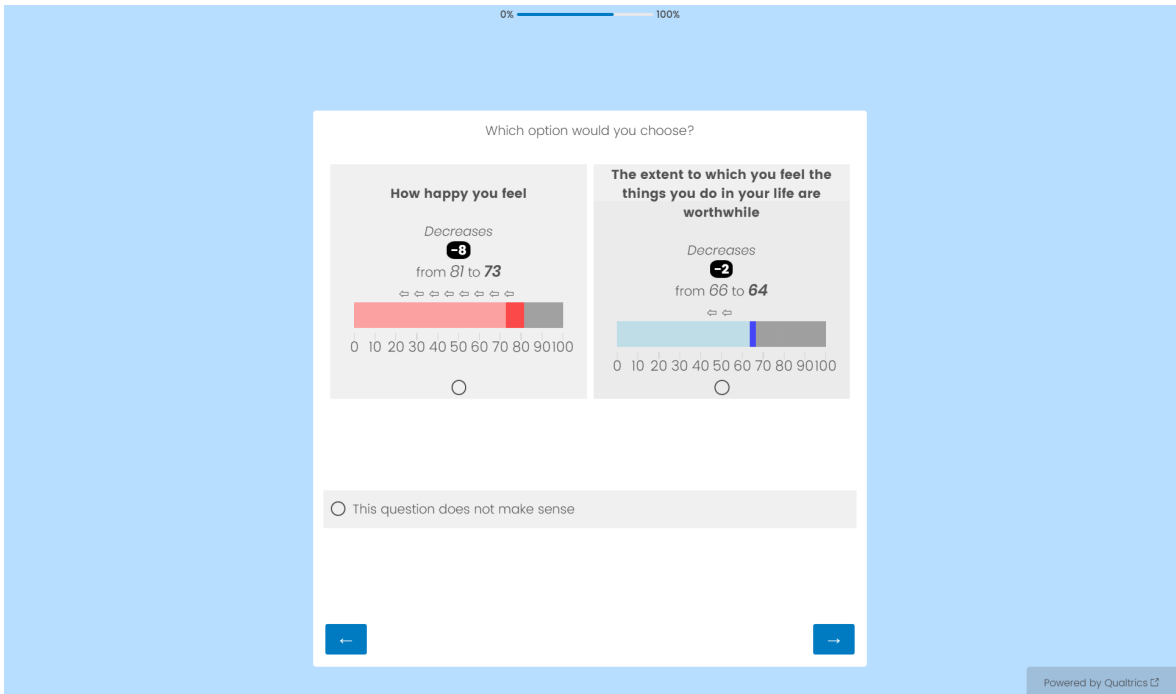 0% 100%
Which option would you choose?
How happy you feel
Decreases
-8
from 81 to 73
⇦ ⇦ ⇦ ⇦ ⇦ ⇦ ⇦ ⇦
0 10 20 30 40 50 60 70 80 90 100
The extent to which you feel the
things you do in your life are
worthwhile
Decreases
-2
from 66 to 64
⇦ ⇦
0 10 20 30 40 50 60 70 80 90 100
This question does not make sense
← →
Powered by Qualtrics